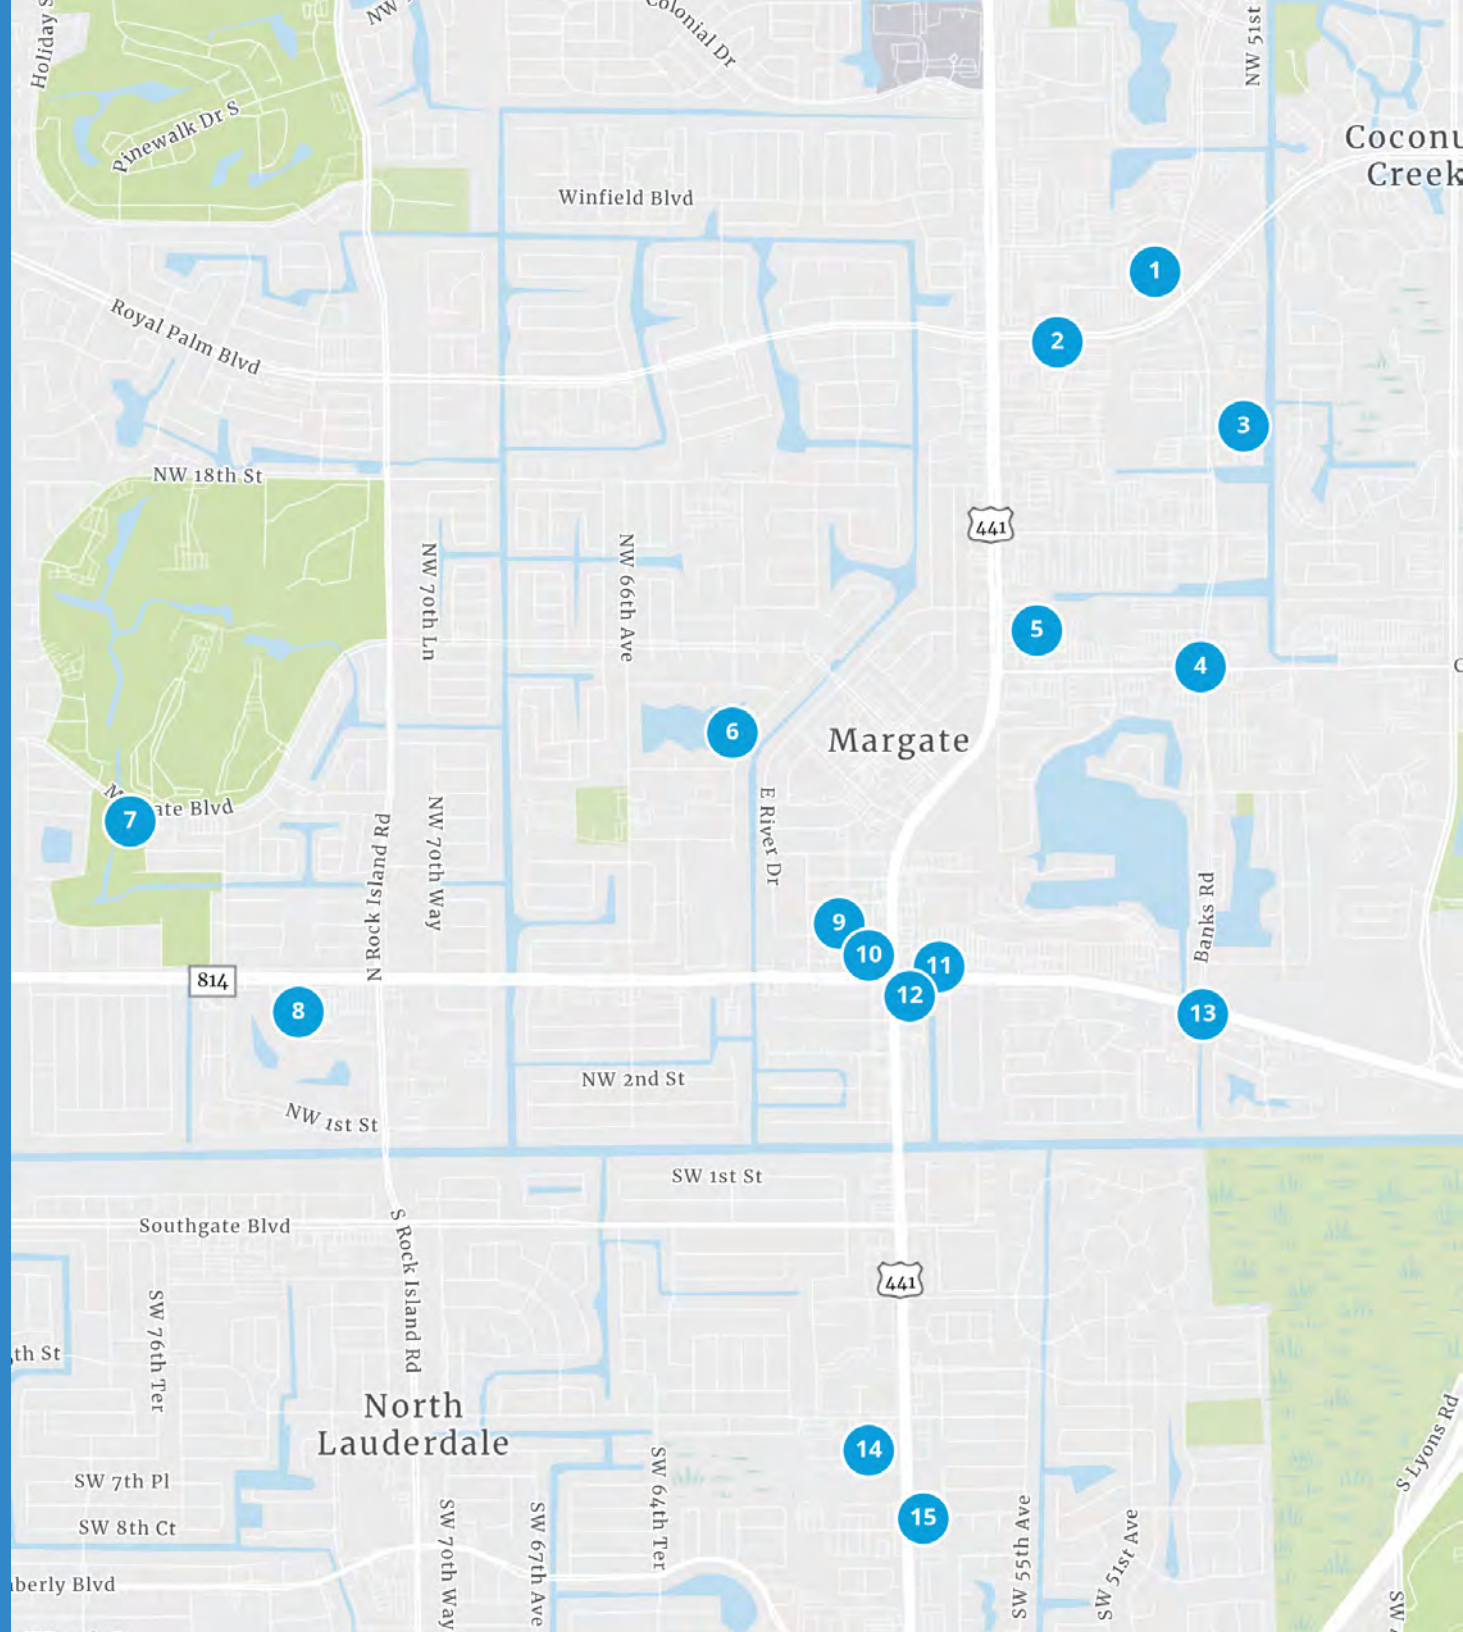 Holiday
NW
Colonial Dr
NW 51st
Pinewalk Dr S
Coconu
Creek
Winfield Blvd
1
Royal Palm Blvd
2
3
NW 18th St
441
NW 70th Ln
NW 66th Ave
5
4
C
6
Margate
7
ate Blvd
E River Dr
NW 70th Way
N Rock Island Rd
Banks Rd
9
10
11
12
814
8
13
NW 2nd St
NW 1st St
SW 1st St
Southgate Blvd
S Rock Island Rd
441
SW 76th Ter
th St
North
Lauderdale
14
S Lyons Rd
SW 7th Pl
SW 64th Ter
15
SW 8th Ct
SW 70th Way
SW 67th Ave
SW 55th Ave
SW 51st Ave
berly Blvd
SW